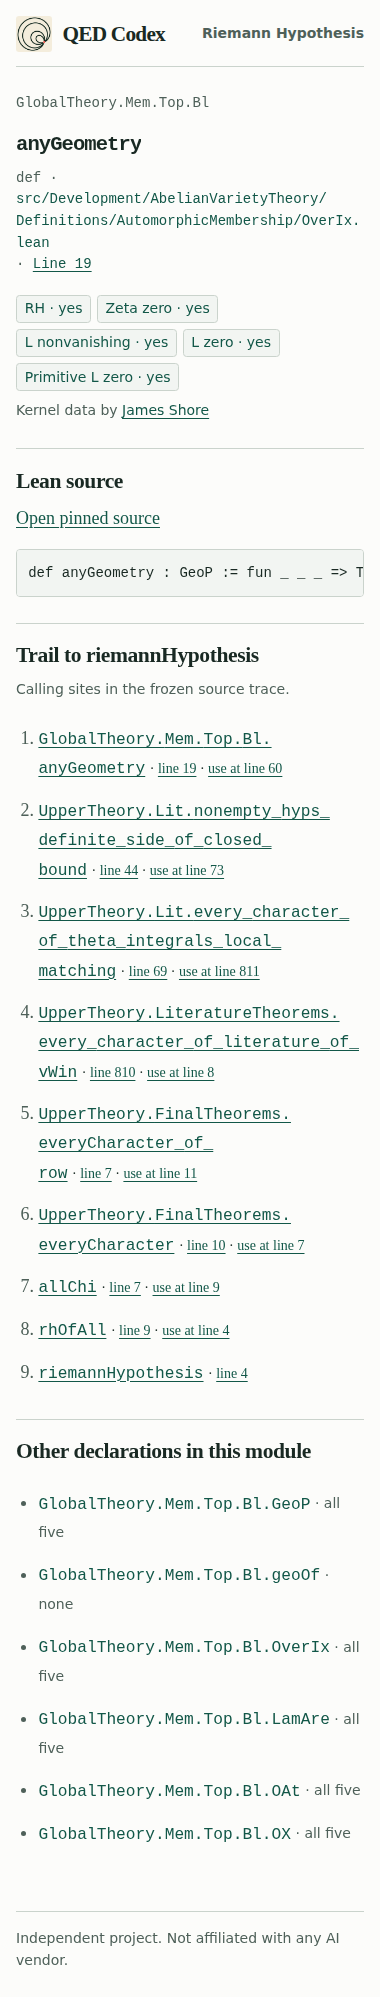 QED Codex
Riemann Hypothesis
GlobalTheory.Mem.Top.Bl
anyGeometry
def ·
src/Development/AbelianVarietyTheory/
Definitions/AutomorphicMembership/OverIx.
lean
· Line 19
RH · yes
Zeta zero · yes
L nonvanishing · yes
L zero · yes
Primitive L zero · yes
Kernel data by James Shore
Lean source
Open pinned source
def anyGeometry : GeoP := fun _ _ _ => T
Trail to riemannHypothesis
Calling sites in the frozen source trace.
1. GlobalTheory.Mem.Top.Bl.
anyGeometry · line 19 · use at line 60
2. UpperTheory.Lit.nonempty_hyps_
definite_side_of_closed_
bound · line 44 · use at line 73
3. UpperTheory.Lit.every_character_
of_theta_integrals_local_
matching · line 69 · use at line 811
4. UpperTheory.LiteratureTheorems.
every_character_of_literature_of_
vWin · line 810 · use at line 8
5. UpperTheory.FinalTheorems.
everyCharacter_of_
row · line 7 · use at line 11
6. UpperTheory.FinalTheorems.
everyCharacter · line 10 · use at line 7
7. allChi · line 7 · use at line 9
8. rhOfAll · line 9 · use at line 4
9. riemannHypothesis · line 4
Other declarations in this module
• GlobalTheory.Mem.Top.Bl.GeoP · all
five
• GlobalTheory.Mem.Top.Bl.geoOf ·
none
• GlobalTheory.Mem.Top.Bl.OverIx · all
five
• GlobalTheory.Mem.Top.Bl.LamAre · all
five
• GlobalTheory.Mem.Top.Bl.OAt · all five
• GlobalTheory.Mem.Top.Bl.OX · all five
Independent project. Not affiliated with any AI
vendor.